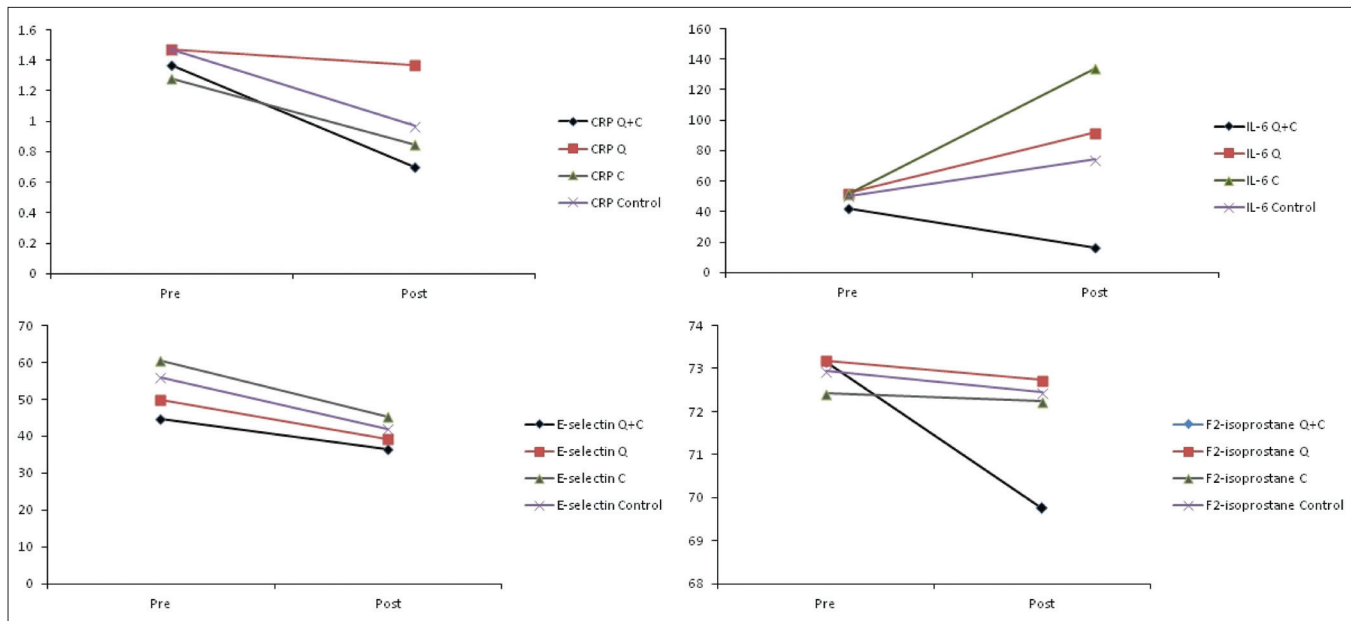 1.6
1.4
1.2
1
0.8
0.6
0.4
0.2
0
Pre Post
CRP Q+C
CRP Q
CRP C
CRP Control
160
140
120
100
80
60
40
20
0
Pre Post
IL-6 Q+C
IL-6 Q
IL-6 C
IL-6 Control
70
60
50
40
30
20
10
0
Pre Post
E-selectin Q+C
E-selectin Q
E-selectin C
E-selectin Control
74
73
72
71
70
69
68
Pre Post
F2-isoprostane Q+C
F2-isoprostane Q
F2-isoprostane C
F2-isoprostane Control